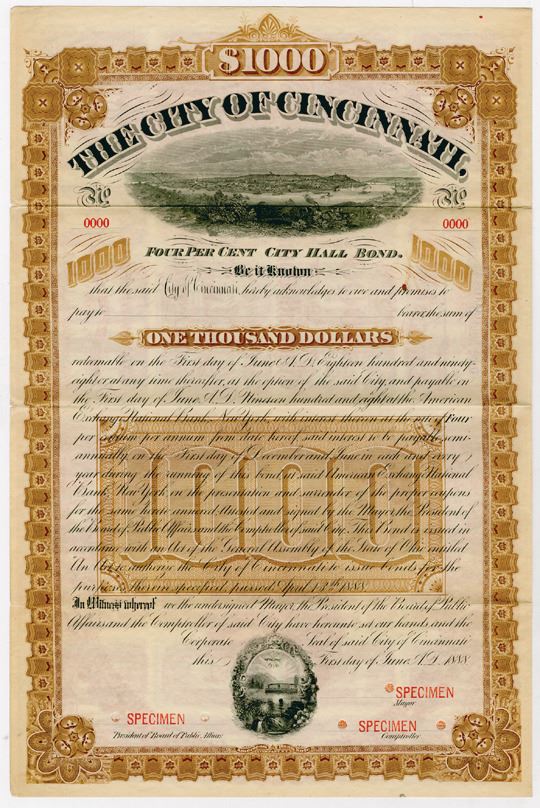 $1000
THE CITY OF CINCINNATI.
No No
0000 0000
1000 1000
FOUR PER CENT CITY HALL BOND.
Be it Known
that the said City of Cincinnati, hereby acknowledges to owe and promises to
pay to bearer the sum of
ONE THOUSAND DOLLARS
redeemable on the First day of June A.D. Eighteen hundred and ninety-
eight or at any time thereafter, at the option of the said City, and payable on
the First day of June A.D. Nineteen hundred and eight at the American
Exchange National Bank, New York, with interest thereon at the rate of Four
per centum per annum from date hereof said interest to be payable semi-
annually on the First days of December and June in each and every
year during the running of this bond at said American Exchange National
Bank, New York on the presentation and surrender of the proper coupons
for the same hereto annexed. Attested and signed by the Mayor, the President of
the Board of Public Affairs and the Comptroller of said City. This Bond is issued in
accordance with an Act of the General Assembly of the State of Ohio entitled
An Act to authorize the City of Cincinnati to issue bonds for the
purposes therein specified, passed April 1888
1000
In Witness whereof we the undersigned Mayor, the President of the Board of Public
Affairs and the Comptroller of said City have hereunto set our hands and the
Corporate Seal of said City of Cincinnati
this First day of June, A.D. 1888.
SPECIMEN
Mayor
SPECIMEN SPECIMEN
President of Board of Public Affairs Comptroller